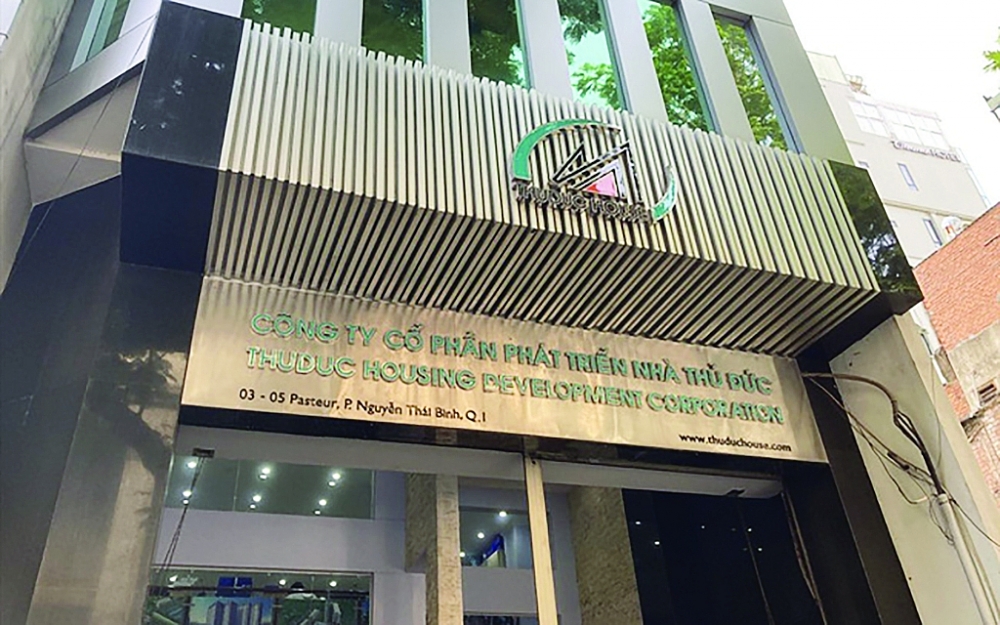 THUDUC HOUSE
CÔNG TY CỔ PHẦN PHÁT TRIỂN NHÀ THỦ ĐỨC
THUDUC HOUSING DEVELOPMENT CORPORATION
03 - 05 Pasteur, P. Nguyễn Thái Bình, Q.1
www.thuduchouse.com
HOTEL